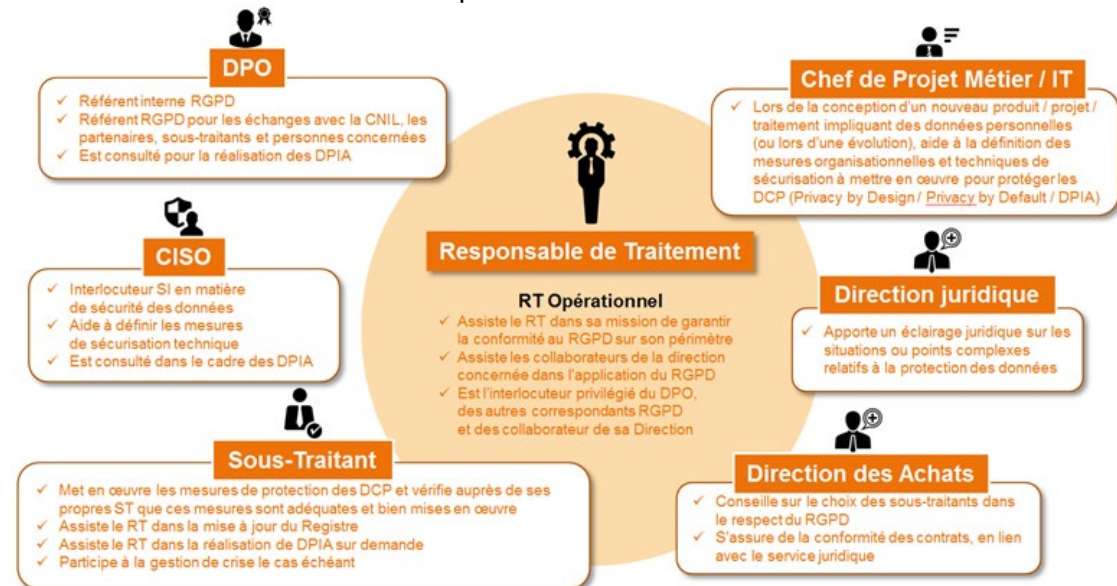 DPO
✓ Référent interne RGPD
✓ Référent RGPD pour les échanges avec la CNIL, les
partenaires, sous-traitants et personnes concernées
✓ Est consulté pour la réalisation des DPIA
CISO
✓ Interlocuteur SI en matière
de sécurité des données
✓ Aide à définir les mesures
de sécurisation technique
✓ Est consulté dans le cadre des DPIA
Sous-Traitant
✓ Met en œuvre les mesures de protection des DCP et vérifie auprès de ses
propres ST que ces mesures sont adéquates et bien mises en œuvre
✓ Assiste le RT dans la mise à jour du Registre
✓ Assiste le RT dans la réalisation de DPIA sur demande
✓ Participe à la gestion de crise le cas échéant
Responsable de Traitement
RT Opérationnel
✓ Assiste le RT dans sa mission de garantir
la conformité au RGPD sur son périmètre
✓ Assiste les collaborateurs de la direction
concernée dans l'application du RGPD
✓ Est l'interlocuteur privilégié du DPO,
des autres correspondants RGPD
et des collaborateur de sa Direction
Chef de Projet Métier / IT
✓ Lors de la conception d'un nouveau produit / projet /
traitement impliquant des données personnelles
(ou lors d'une évolution), aide à la définition des
mesures organisationnelles et techniques de
sécurisation à mettre en œuvre pour protéger les
DCP (Privacy by Design / Privacy by Default / DPIA)
Direction juridique
✓ Apporte un éclairage juridique sur les
situations ou points complexes
relatifs à la protection des données
Direction des Achats
✓ Conseille sur le choix des sous-traitants dans
le respect du RGPD
✓ S'assure de la conformité des contrats, en lien
avec le service juridique